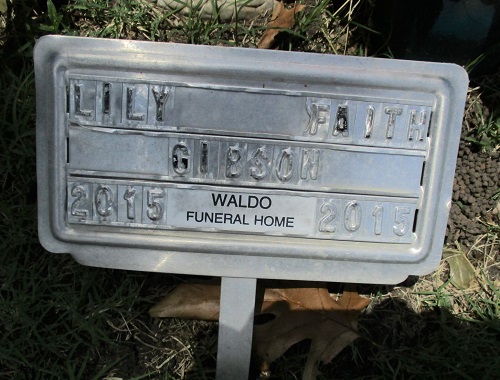 LILY FAITH
GIBSON
2015 WALDO FUNERAL HOME 2015